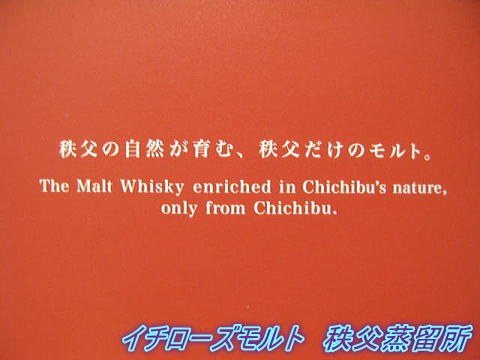 秩父の自然が育む、秩父だけのモルト。
The Malt Whisky enriched in Chichibu's nature,
only from Chichibu.
イチローズモルト 秩父蒸留所